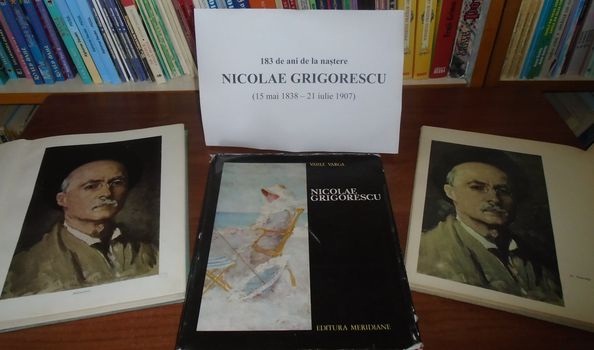 183 de ani de la naștere
NICOLAE GRIGORESCU
(15 mai 1838 – 21 iulie 1907)
VASILE VARGA
NICOLAE
GRIGORESCU
EDITURA MERIDIANE